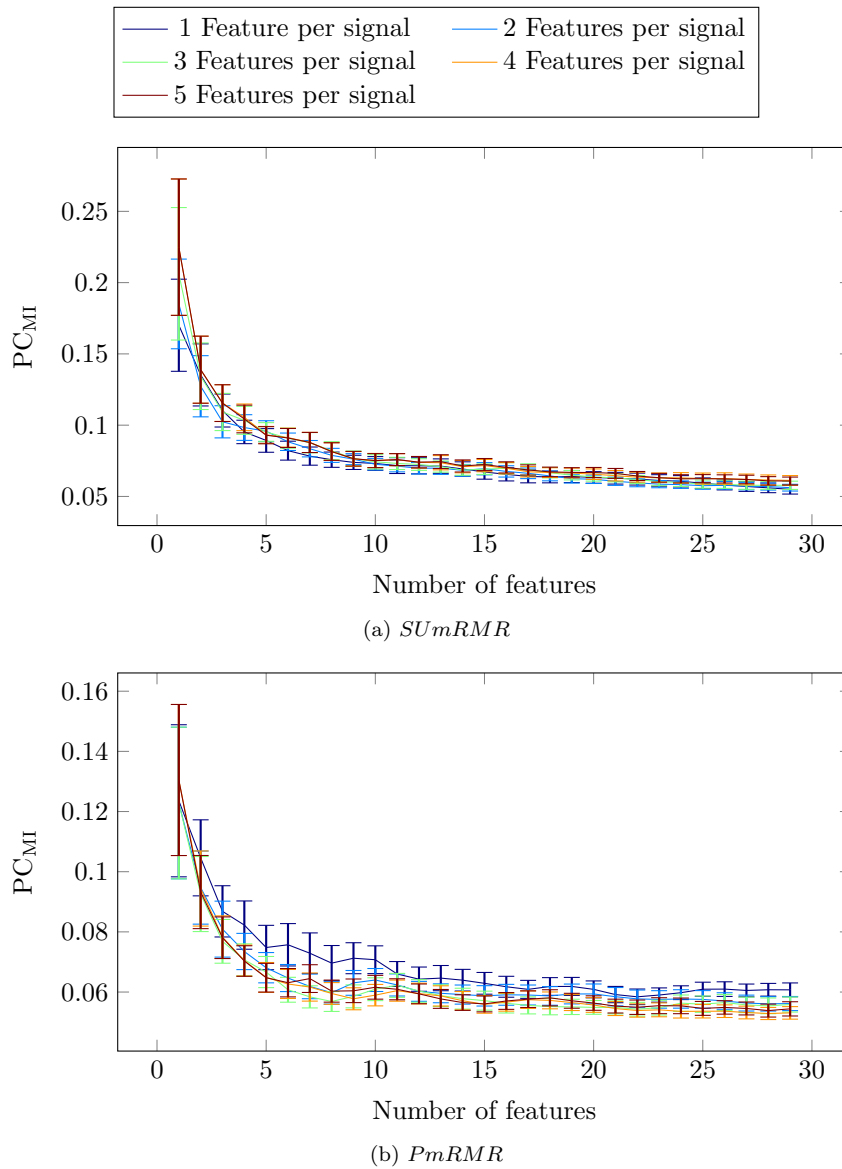 1 Feature per signal 2 Features per signal
3 Features per signal 4 Features per signal
5 Features per signal
0.25
0.2
0.15
0.1
0.05
PC_MI
0 5 10 15 20 25 30
Number of features
(a) SUmRMR
0.16
0.14
0.12
0.1
0.08
0.06
PC_MI
0 5 10 15 20 25 30
Number of features
(b) PmRMR